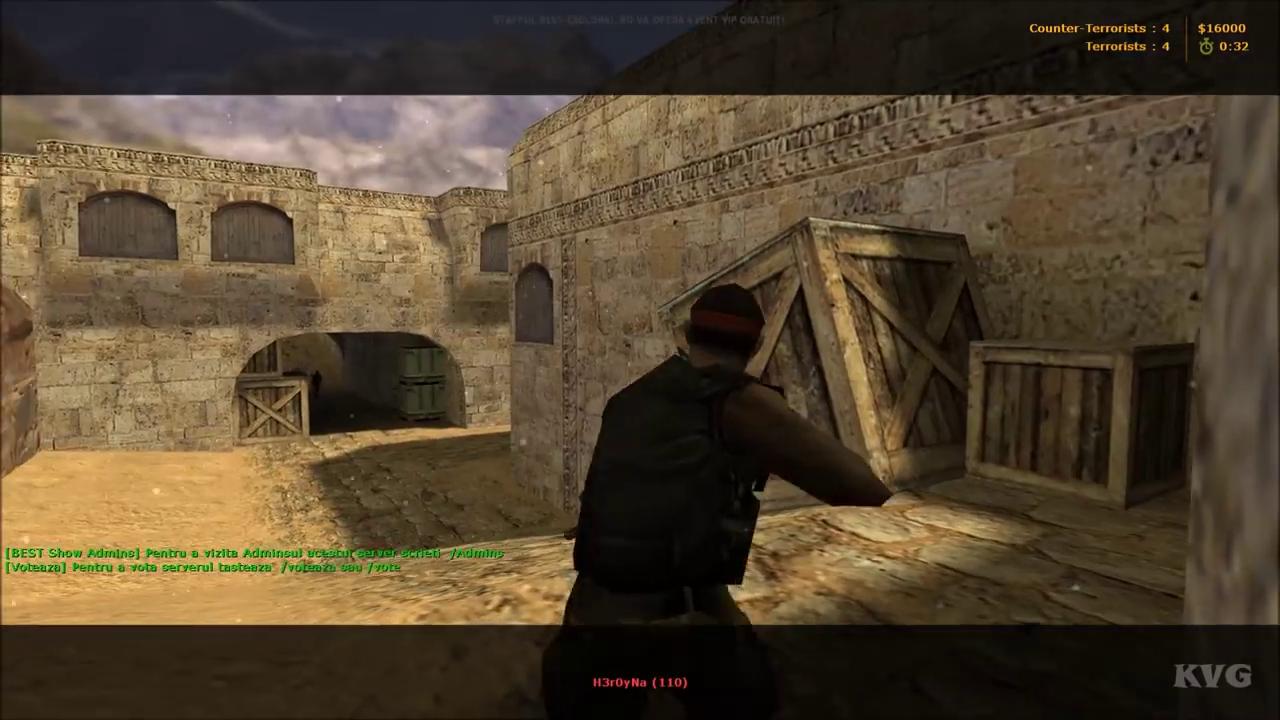 Counter-Terrorists : 4
$16000
Terrorists : 4
0:32
[BEST Show Admins] Pentru a vizita Adminsul acestui server scrieti /Admins
[Voteaza] Pentru a vota serverul tasteaza /voteaza sau /vote
H3r0yNa (110)
KVG